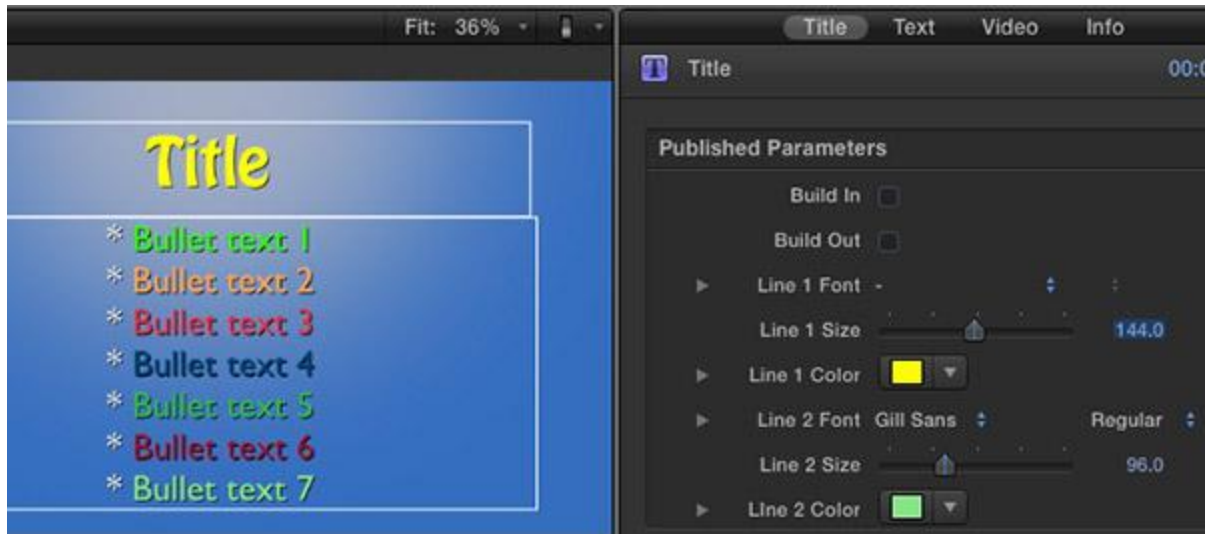 Fit: 36%
Title
* Bullet text 1
* Bullet text 2
* Bullet text 3
* Bullet text 4
* Bullet text 5
* Bullet text 6
* Bullet text 7
Title Text Video Info
T Title 00:0
Published Parameters
Build In
Build Out
Line 1 Font -
Line 1 Size 144.0
Line 1 Color
Line 2 Font Gill Sans Regular
Line 2 Size 96.0
LIne 2 Color